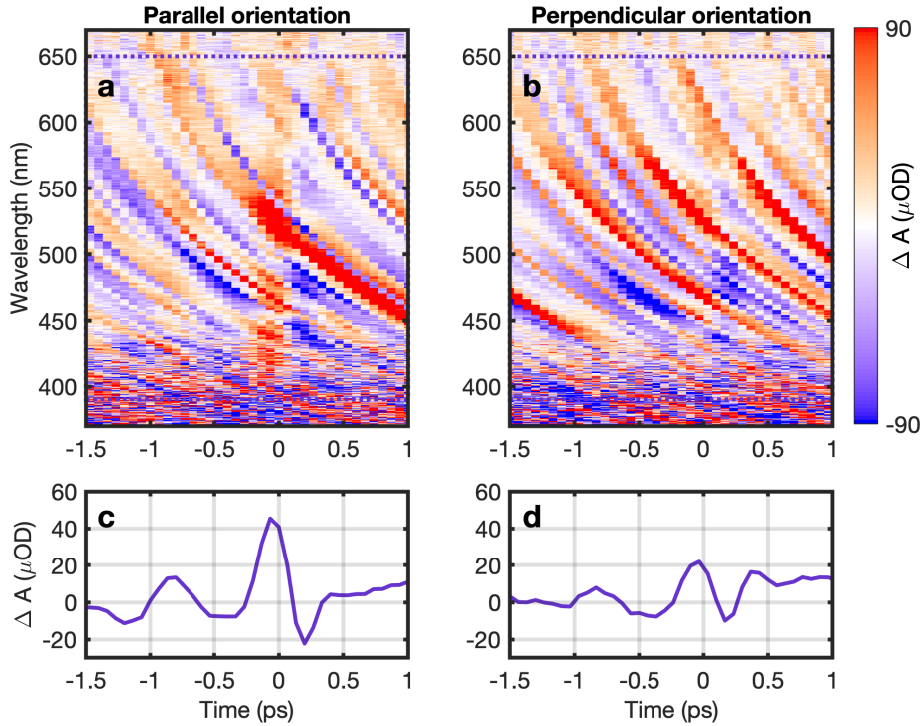 Parallel orientation
Perpendicular orientation
Wavelength (nm)
650
600
550
500
450
400
a
-1.5 -1 -0.5 0 0.5 1
650
600
550
500
450
400
b
-1.5 -1 -0.5 0 0.5 1
90
-90
Δ A (μOD)
Δ A (μOD)
60
40
20
0
-20
c
-1.5 -1 -0.5 0 0.5 1
Time (ps)
60
40
20
0
-20
d
-1.5 -1 -0.5 0 0.5 1
Time (ps)